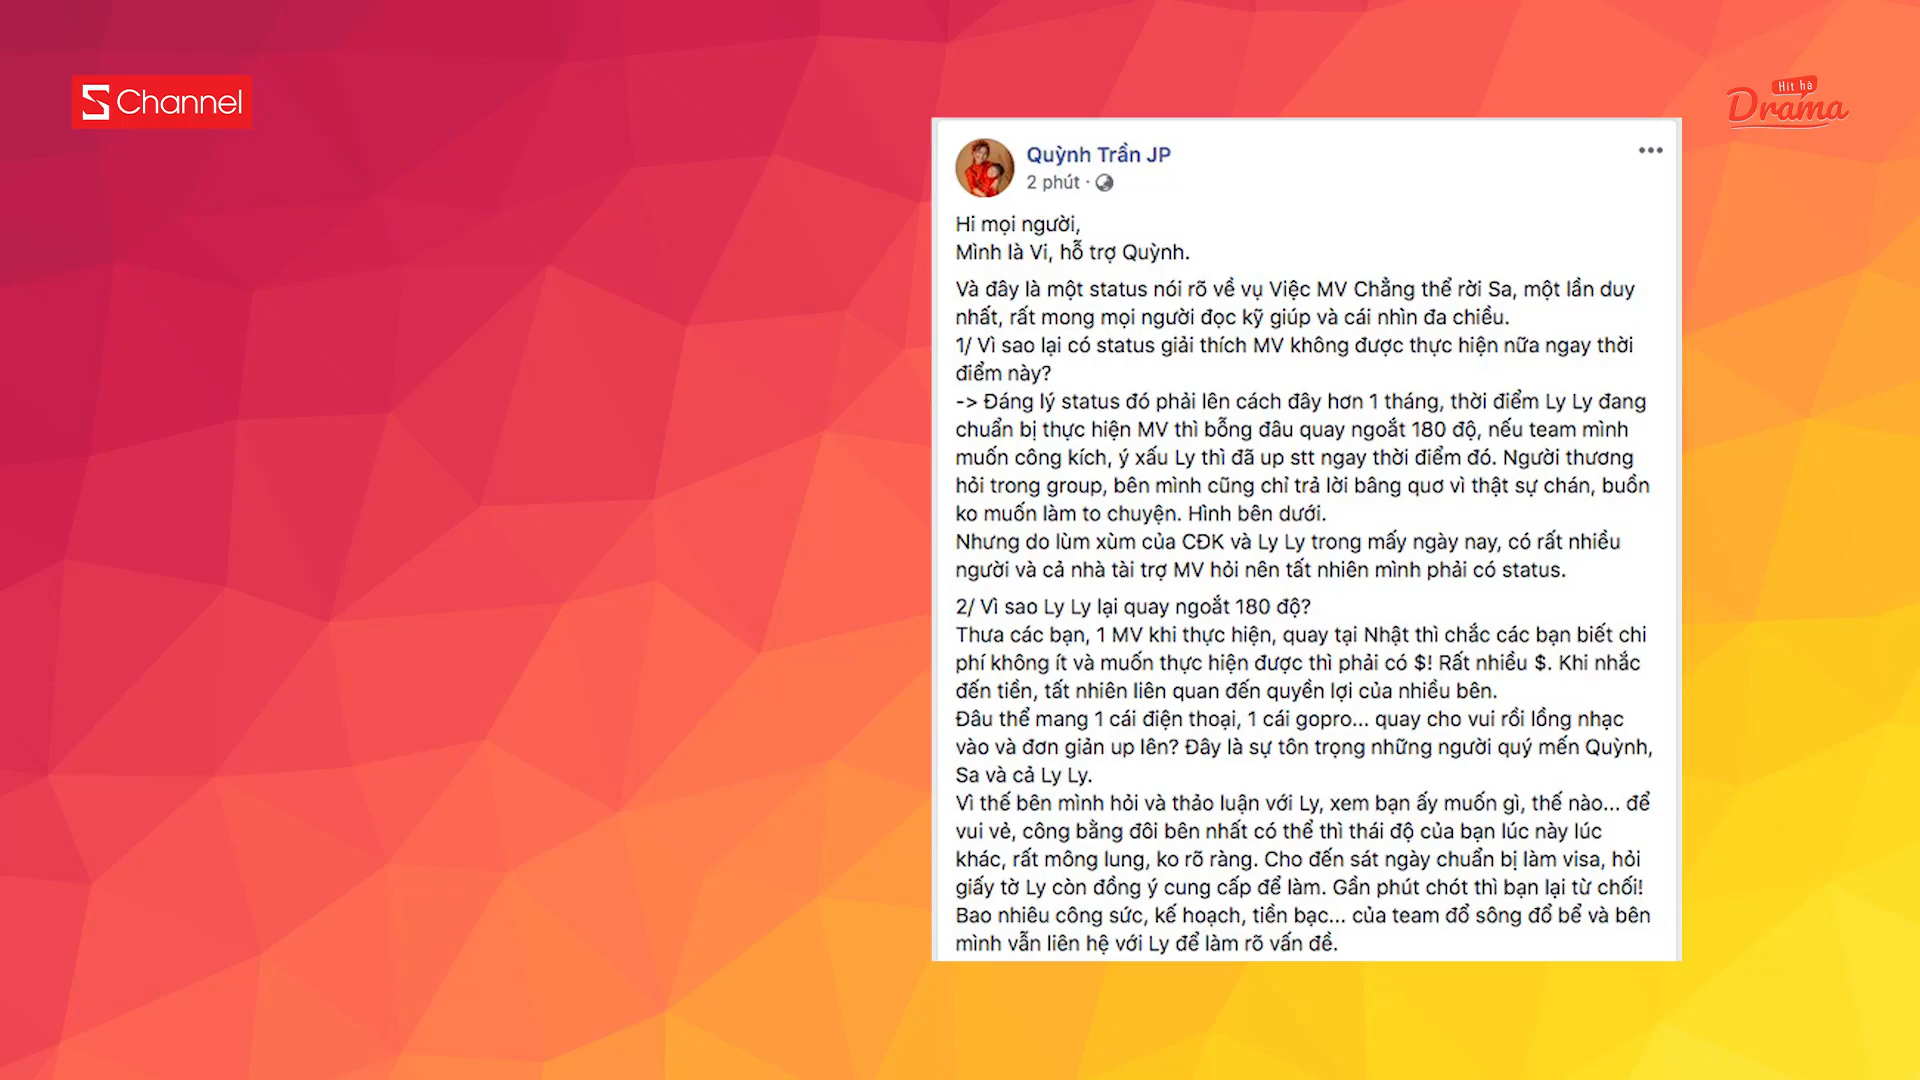 S Channel
Hít hà
Drama
Quỳnh Trần JP
2 phút ·
Hi mọi người,
Mình là Vi, hỗ trợ Quỳnh.
Và đây là một status nói rõ về vụ Việc MV Chẳng thể rời Sa, một lần duy
nhất, rất mong mọi người đọc kỹ giúp và cái nhìn đa chiều.
1/ Vì sao lại có status giải thích MV không được thực hiện nữa ngay thời
điểm này?
-> Đáng lý status đó phải lên cách đây hơn 1 tháng, thời điểm Ly Ly đang
chuẩn bị thực hiện MV thì bỗng đâu quay ngoắt 180 độ, nếu team mình
muốn công kích, ý xấu Ly thì đã up stt ngay thời điểm đó. Người thương
hỏi trong group, bên mình cũng chỉ trả lời bâng quơ vì thật sự chán, buồn
ko muốn làm to chuyện. Hình bên dưới.
Nhưng do lùm xùm của CĐK và Ly Ly trong mấy ngày nay, có rất nhiều
người và cả nhà tài trợ MV hỏi nên tất nhiên mình phải có status.
2/ Vì sao Ly Ly lại quay ngoắt 180 độ?
Thưa các bạn, 1 MV khi thực hiện, quay tại Nhật thì chắc các bạn biết chi
phí không ít và muốn thực hiện được thì phải có $! Rất nhiều $. Khi nhắc
đến tiền, tất nhiên liên quan đến quyền lợi của nhiều bên.
Đâu thể mang 1 cái điện thoại, 1 cái gopro... quay cho vui rồi lồng nhạc
vào và đơn giản up lên? Đây là sự tôn trọng những người quý mến Quỳnh,
Sa và cả Ly Ly.
Vì thế bên mình hỏi và thảo luận với Ly, xem bạn ấy muốn gì, thế nào... để
vui vẻ, công bằng đôi bên nhất có thể thì thái độ của bạn lúc này lúc
khác, rất mông lung, ko rõ ràng. Cho đến sát ngày chuẩn bị làm visa, hỏi
giấy tờ Ly còn đồng ý cung cấp để làm. Gần phút chót thì bạn lại từ chối!
Bao nhiêu công sức, kế hoạch, tiền bạc... của team đổ sông đổ bể và bên
mình vẫn liên hệ với Ly để làm rõ vấn đề.